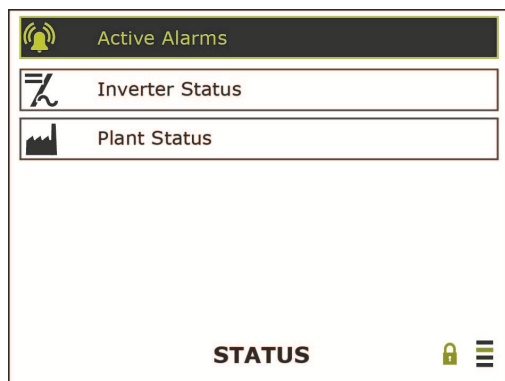 Active Alarms
Inverter Status
Plant Status
STATUS